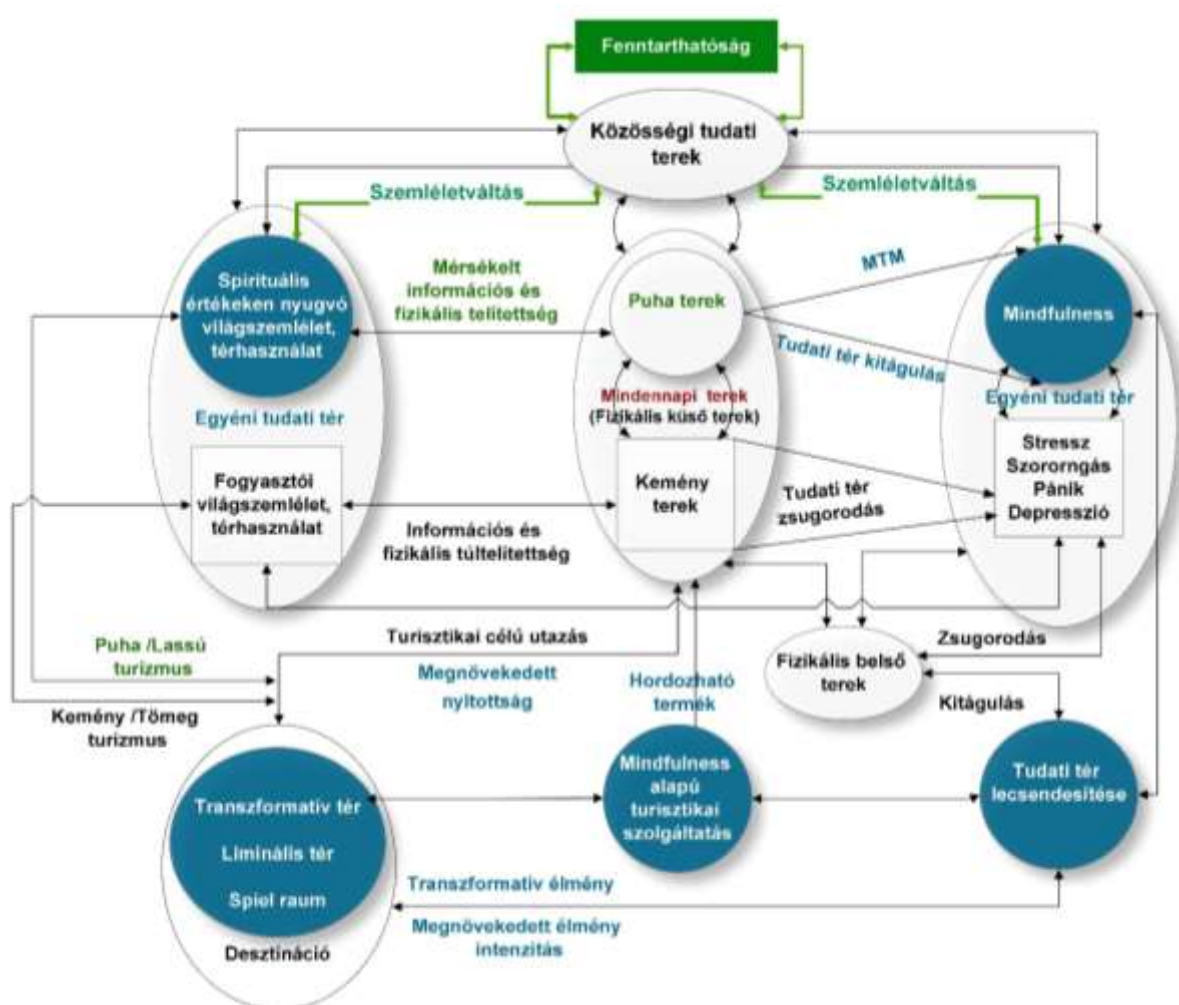 Fenntarthatóság
Közösségi tudati
terek
Szemléletváltás
Szemléletváltás
Spirituális
értékeken nyugvó
világszemlélet,
térhasználat
Mérsékelt
információs és
fizikális telítettség
Puha terek
MTM
Mindfulness
Tudati tér kitágulás
Egyéni tudati tér
Mindennapi terek
(Fizikális küső terek)
Egyéni tudati tér
Fogyasztói
világszemlélet,
térhasználat
Kemény
terek
Tudati tér
zsugorodás
Stressz
Szororngás
Pánik
Depresszió
Információs és
fizikális túltelítettség
Puha /Lassú
turizmus
Turisztikai célú utazás
Megnövekedett
nyitottság
Hordozható
termék
Fizikális belső
terek
Zsugorodás
Kitágulás
Kemény /Tömeg
turizmus
Transzformatív tér
Liminális tér
Spiel raum
Desztináció
Mindfulness
alapú
turisztikai
szolgáltatás
Tudati tér
lecsendesítése
Transzformatív élmény
Megnövekedett élmény
intenzitás